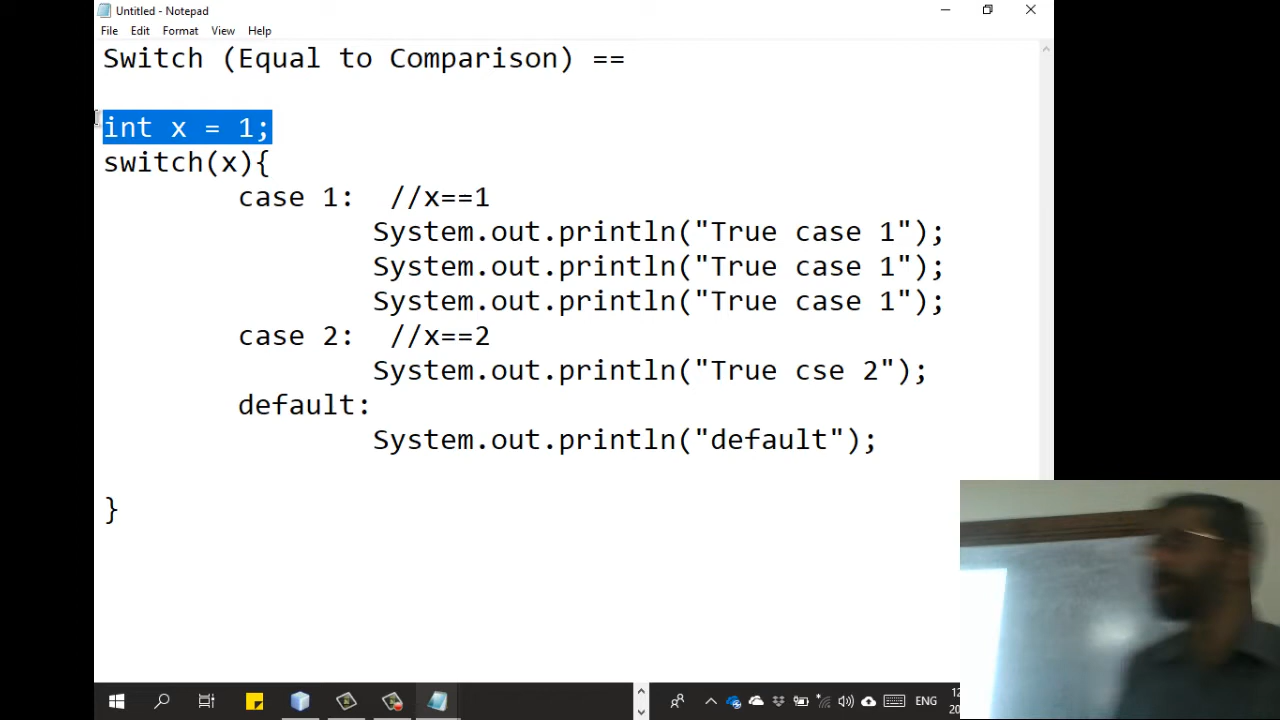 Untitled - Notepad
File Edit Format View Help
Switch (Equal to Comparison) ==
int x = 1;
switch(x){
case 1: //x==1
System.out.println("True case 1");
System.out.println("True case 1");
System.out.println("True case 1");
case 2: //x==2
System.out.println("True cse 2");
default:
System.out.println("default");
}
ENG
12
20